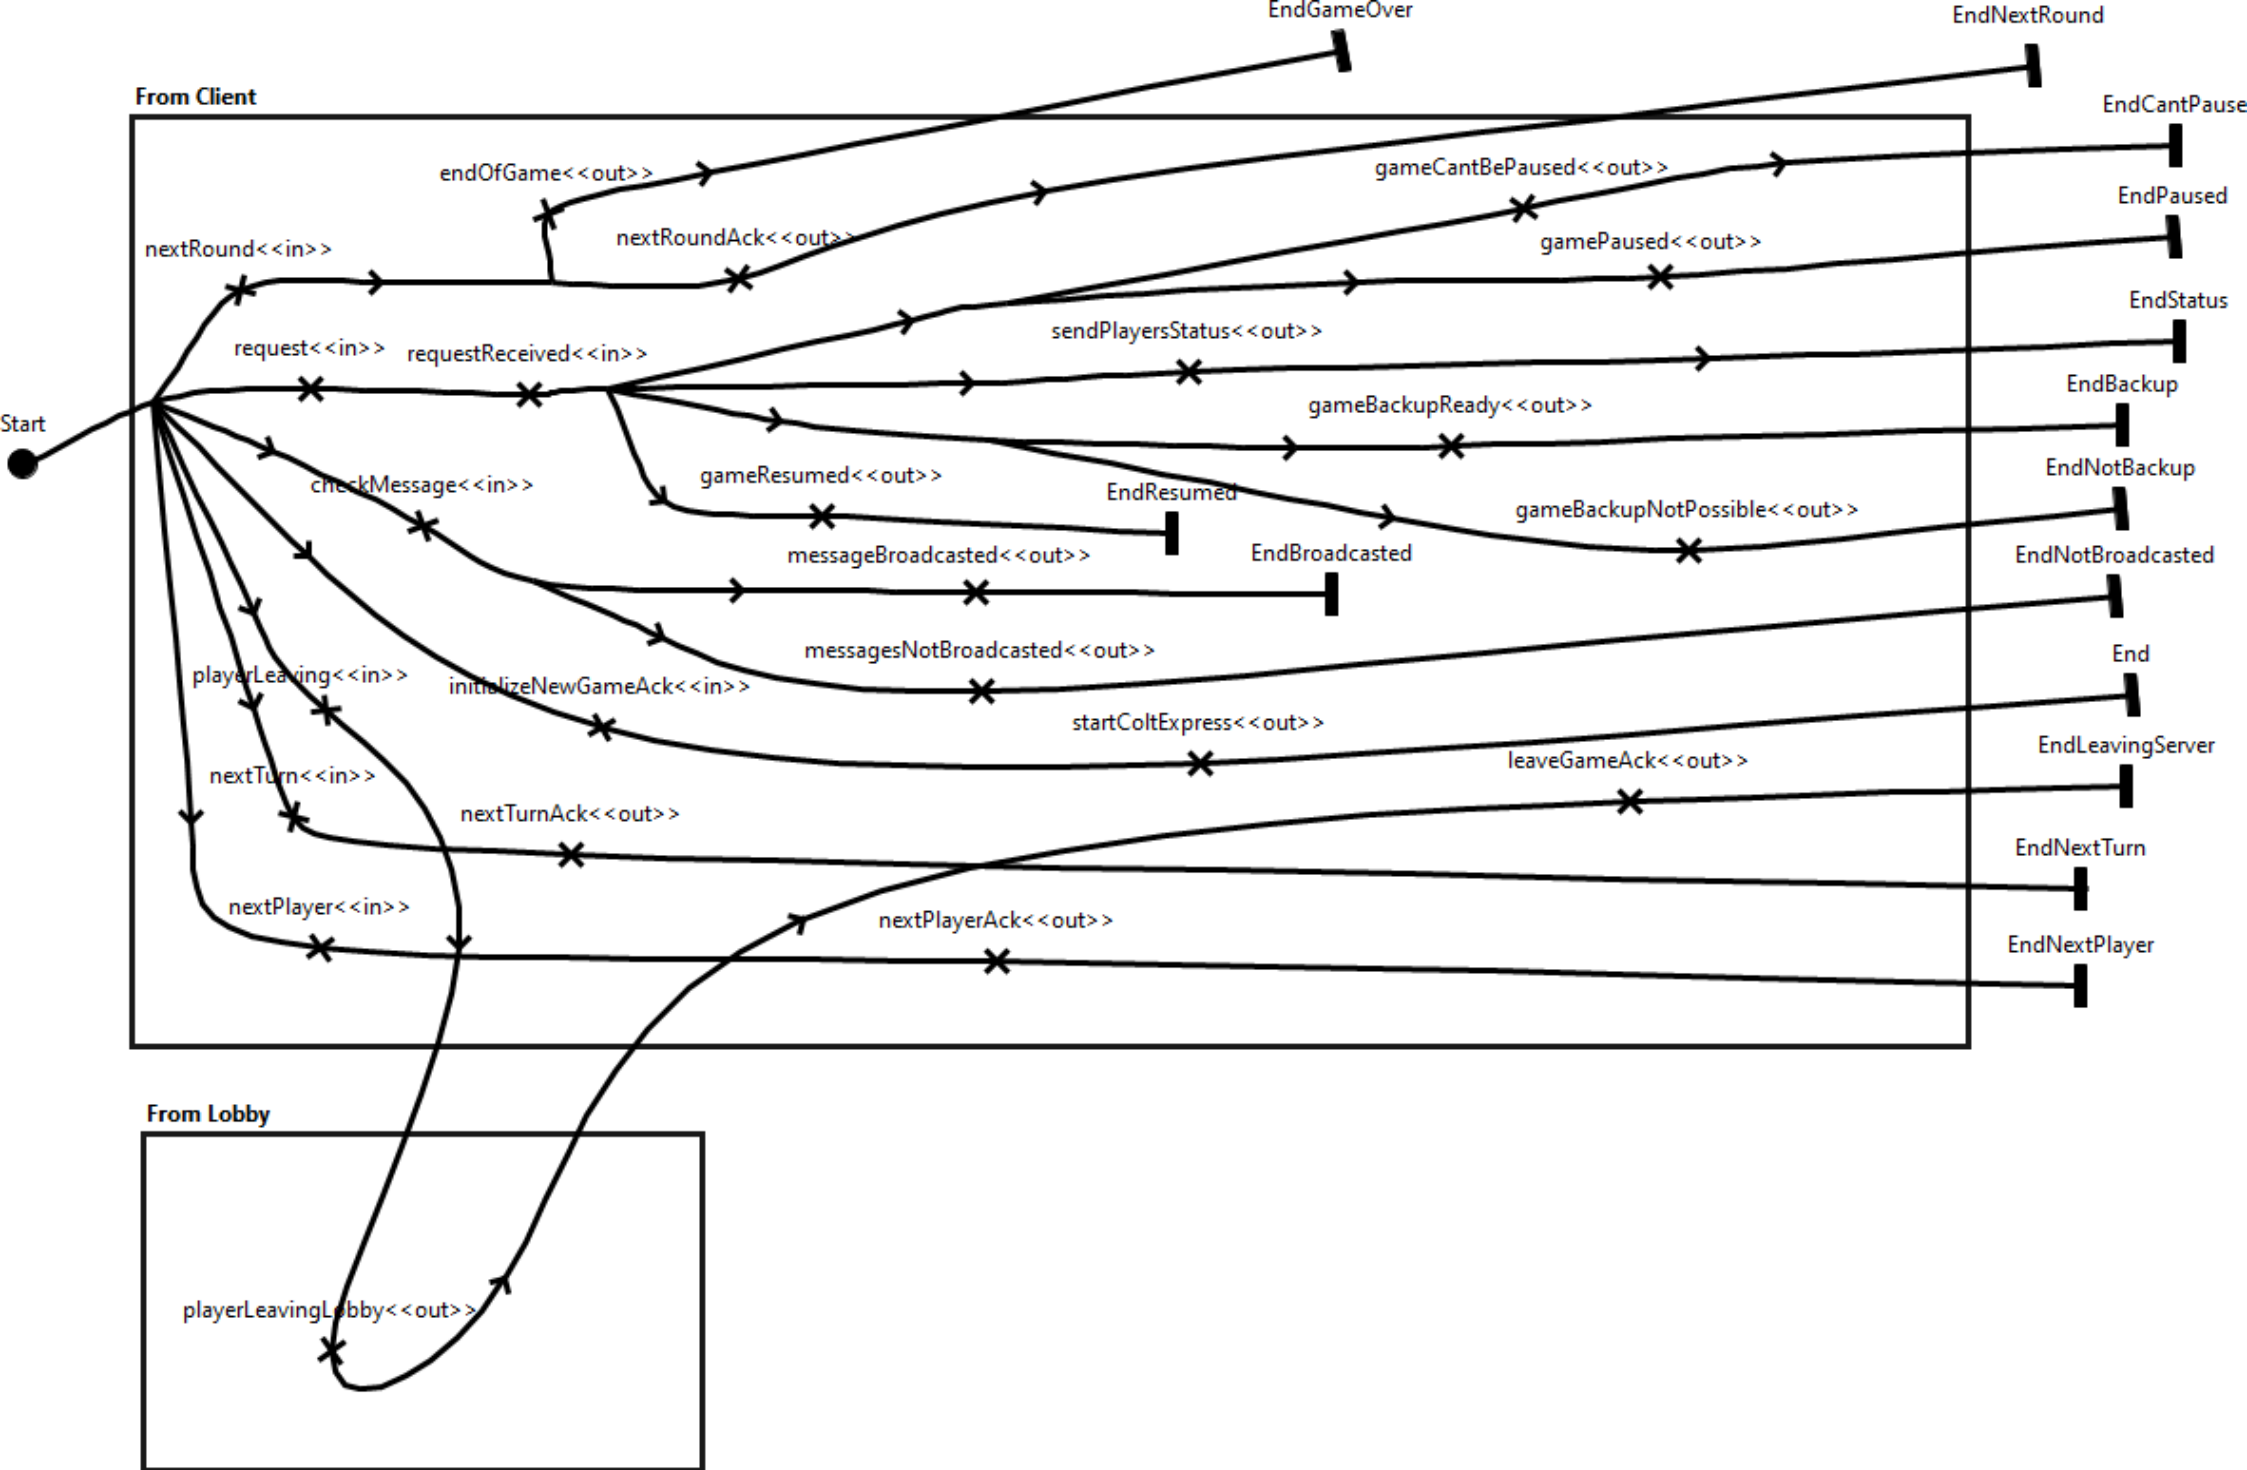 EndGameOver
EndNextRound
From Client
EndCantPause
endOfGame<<out>>
gameCantBePaused<<out>>
EndPaused
nextRound<<in>>
nextRoundAck<<out>>
gamePaused<<out>>
EndStatus
request<<in>>
requestReceived<<in>>
sendPlayersStatus<<out>>
EndBackup
Start
gameBackupReady<<out>>
EndNotBackup
checkMessage<<in>>
gameResumed<<out>>
EndResumed
gameBackupNotPossible<<out>>
messageBroadcasted<<out>>
EndBroadcasted
EndNotBroadcasted
messagesNotBroadcasted<<out>>
End
playerLeaving<<in>>
initializeNewGameAck<<in>>
startColtExpress<<out>>
EndLeavingServer
leaveGameAck<<out>>
nextTurn<<in>>
nextTurnAck<<out>>
EndNextTurn
nextPlayer<<in>>
nextPlayerAck<<out>>
EndNextPlayer
From Lobby
playerLeavingLobby<<out>>